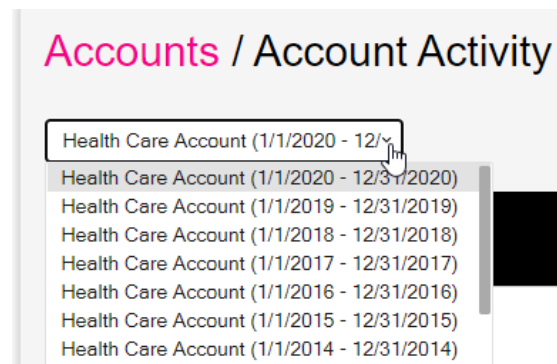 Accounts / Account Activity
Health Care Account (1/1/2020 - 12/
Health Care Account (1/1/2020 - 12/31/2020)
Health Care Account (1/1/2019 - 12/31/2019)
Health Care Account (1/1/2018 - 12/31/2018)
Health Care Account (1/1/2017 - 12/31/2017)
Health Care Account (1/1/2016 - 12/31/2016)
Health Care Account (1/1/2015 - 12/31/2015)
Health Care Account (1/1/2014 - 12/31/2014)